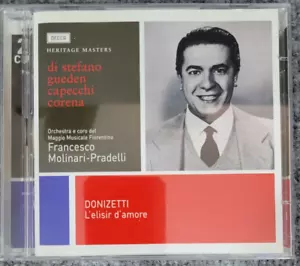 DECCA
HERITAGE MASTERS
di stefano
gueden
capecchi
corena
Orchestra e coro del
Maggio Musicale Fiorentino
Francesco
Molinari-Pradelli
DONIZETTI
L'elisir d'amore